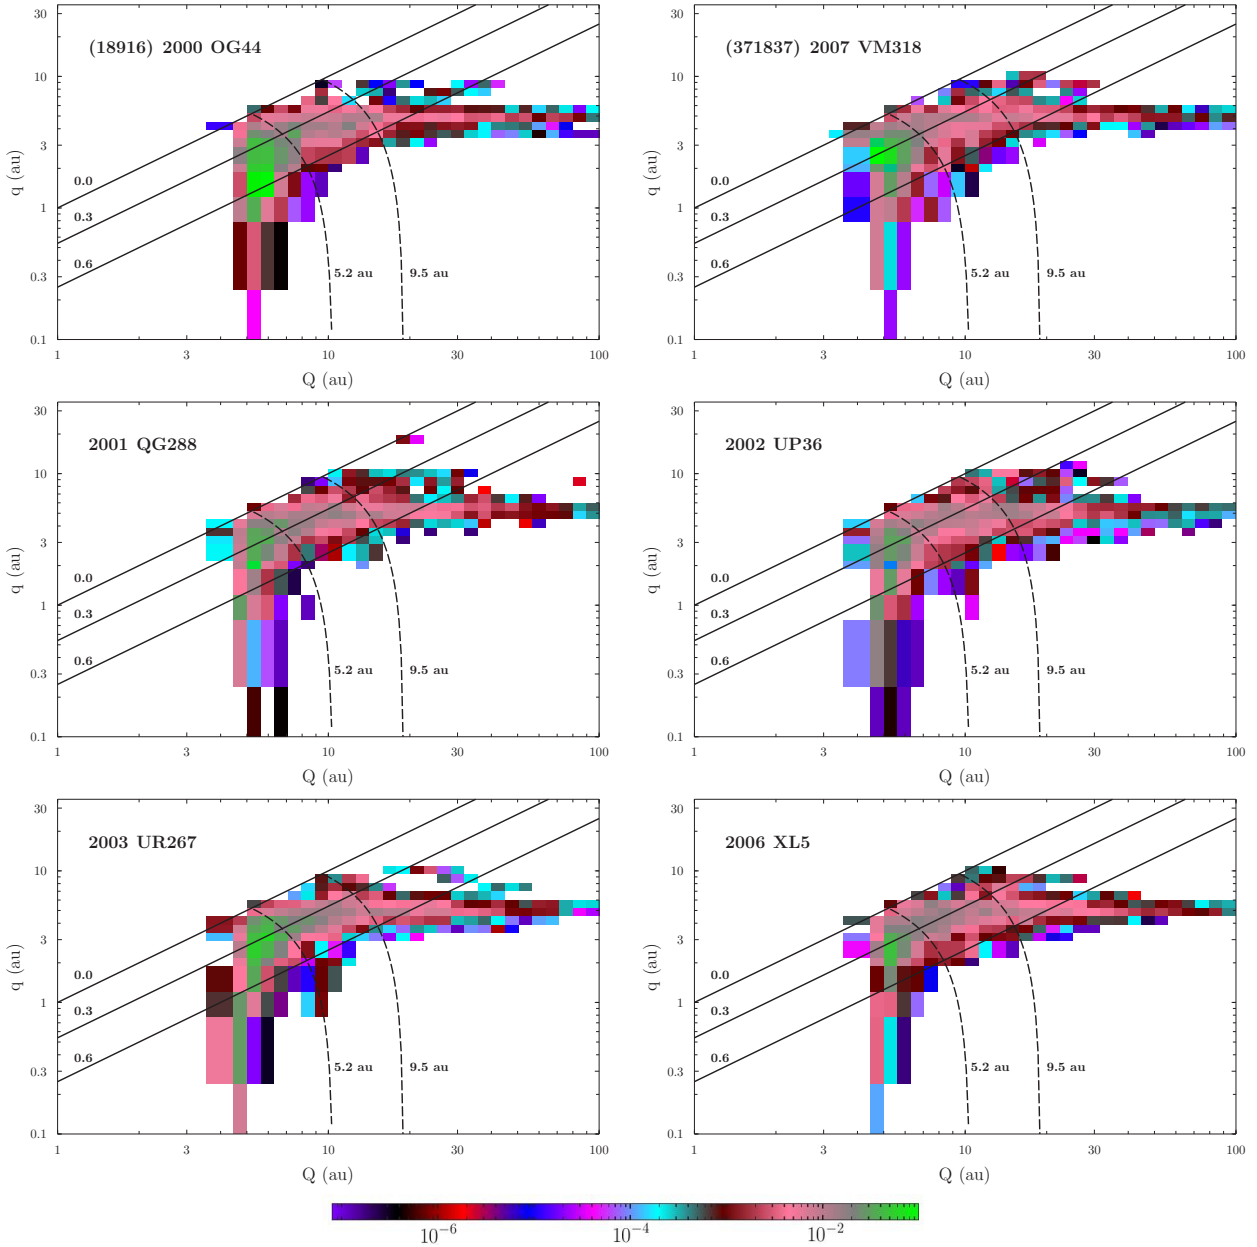 (18916) 2000 OG44
(371837) 2007 VM318
30
10
3
1
0.3
0.1
q (au)
0.0
0.3
0.6
5.2 au
9.5 au
1
3
10
30
100
Q (au)
30
10
3
1
0.3
0.1
q (au)
0.0
0.3
0.6
5.2 au
9.5 au
1
3
10
30
100
Q (au)
2001 QG288
2002 UP36
30
10
3
1
0.3
0.1
q (au)
0.0
0.3
0.6
5.2 au
9.5 au
1
3
10
30
100
Q (au)
30
10
3
1
0.3
0.1
q (au)
0.0
0.3
0.6
5.2 au
9.5 au
1
3
10
30
100
Q (au)
2003 UR267
2006 XL5
30
10
3
1
0.3
0.1
q (au)
0.0
0.3
0.6
5.2 au
9.5 au
1
3
10
30
100
Q (au)
30
10
3
1
0.3
0.1
q (au)
0.0
0.3
0.6
5.2 au
9.5 au
1
3
10
30
100
Q (au)
10⁻⁶ 10⁻⁴ 10⁻²